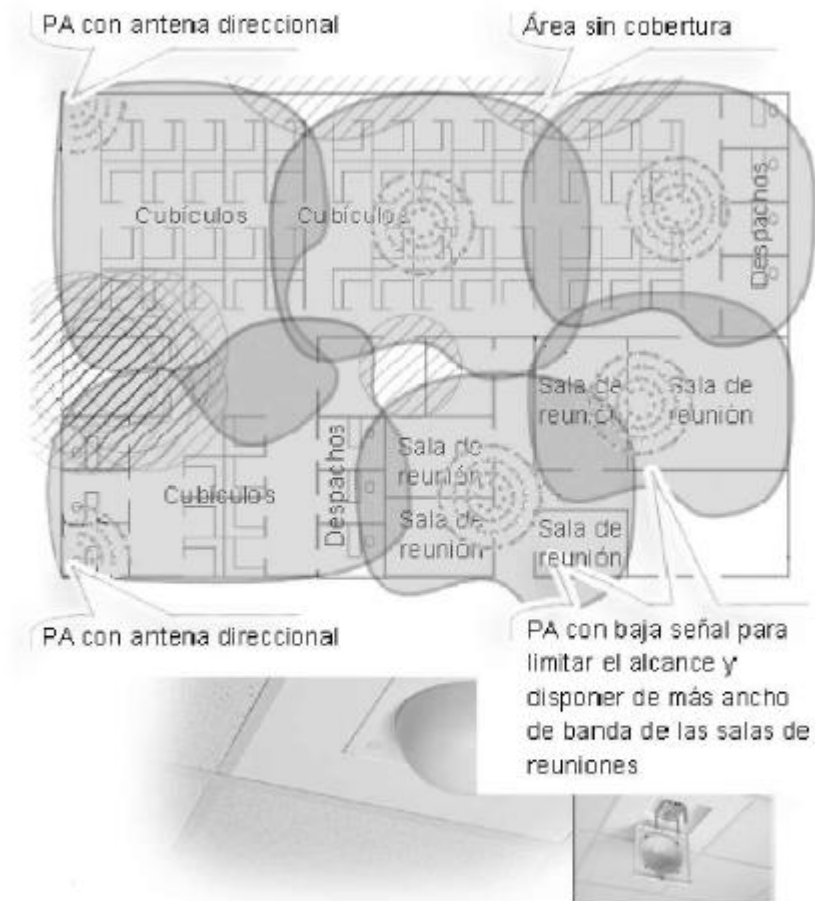 PA con antena direccional
Área sin cobertura
Cubículos
Cubículos
Despachos
Sala de
reunión
Sala de
reunión
Sala de
reunión
Despachos
Cubículos
Sala de
reunión
Sala de
reunión
PA con antena direccional
PA con baja señal para
limitar el alcance y
disponer de más ancho
de banda de las salas de
reuniones